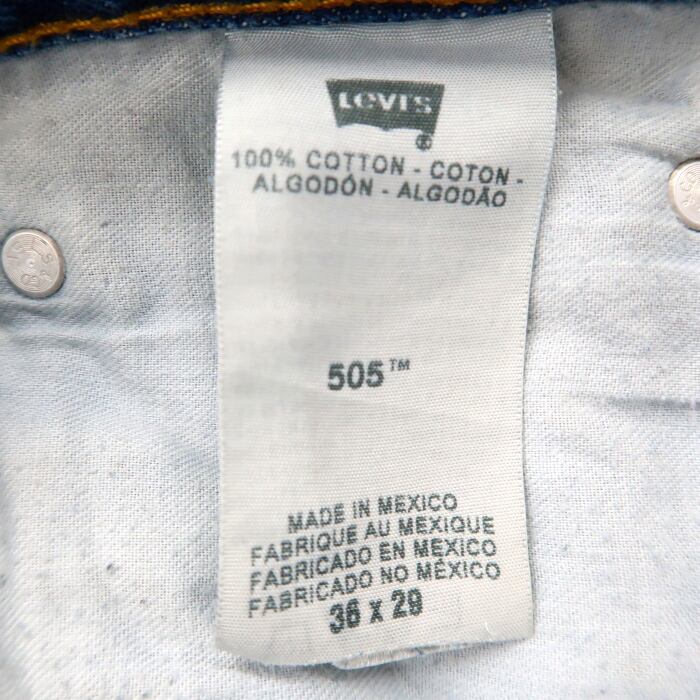 LEVI'S
®
100% COTTON - COTON -
ALGODÓN - ALGODÃO
505™
MADE IN MEXICO
FABRIQUE AU MEXIQUE
FABRICADO EN MEXICO
FABRICADO NO MÉXICO
36 x 29